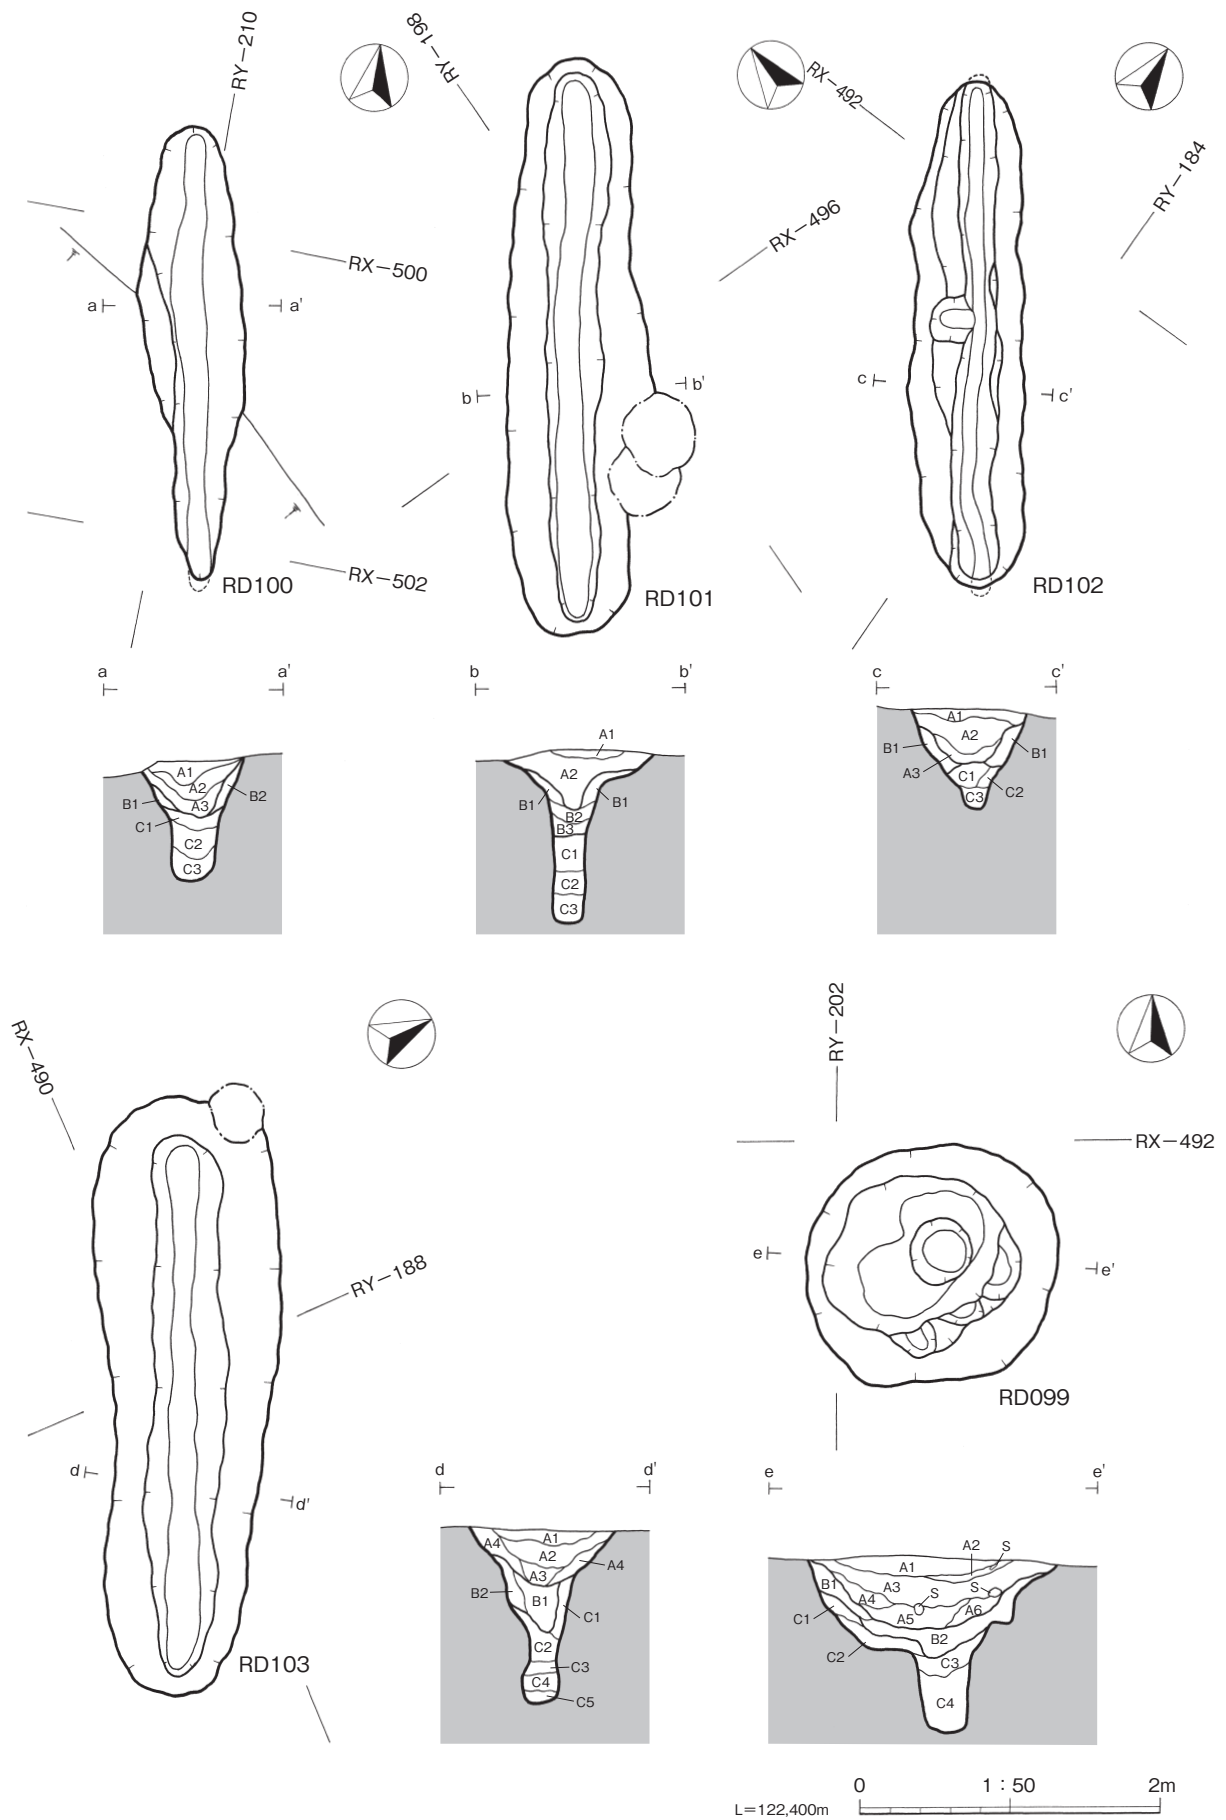 RY－210
RY－198
RX－492
RY－184
RX－500
RX－496
a
a'
b
b'
c
c'
RX－502
RD100
RD101
RD102
a
a'
b
b'
c
c'
A1
A2
A3
B1
B2
C1
C2
C3
A1
A2
B1
B1
B2
B3
C1
C2
C3
A1
A2
B1
B1
A3
C1
C2
C3
RX－490
RY－202
RX－492
RY－188
e
e'
RD099
d
d'
RD103
d
d'
e
e'
A1
A4
A2
A4
A3
B2
B1
C1
C2
C3
C4
C5
A2
S
A1
B1
A3
S
S
A4
C1
A5
A6
B2
C2
C3
C4
0
1：50
2m
L＝122,400m